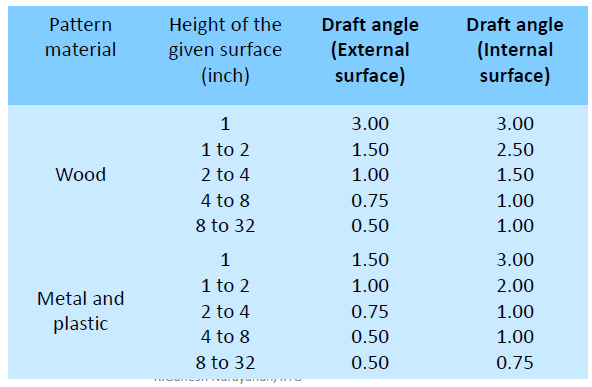 Pattern material Height of the given surface (inch) Draft angle (External surface) Draft angle (Internal surface)
Wood
1 3.00 3.00
1 to 2 1.50 2.50
2 to 4 1.00 1.50
4 to 8 0.75 1.00
8 to 32 0.50 1.00
Metal and plastic
1 1.50 3.00
1 to 2 1.00 2.00
2 to 4 0.75 1.00
4 to 8 0.50 1.00
8 to 32 0.50 0.75